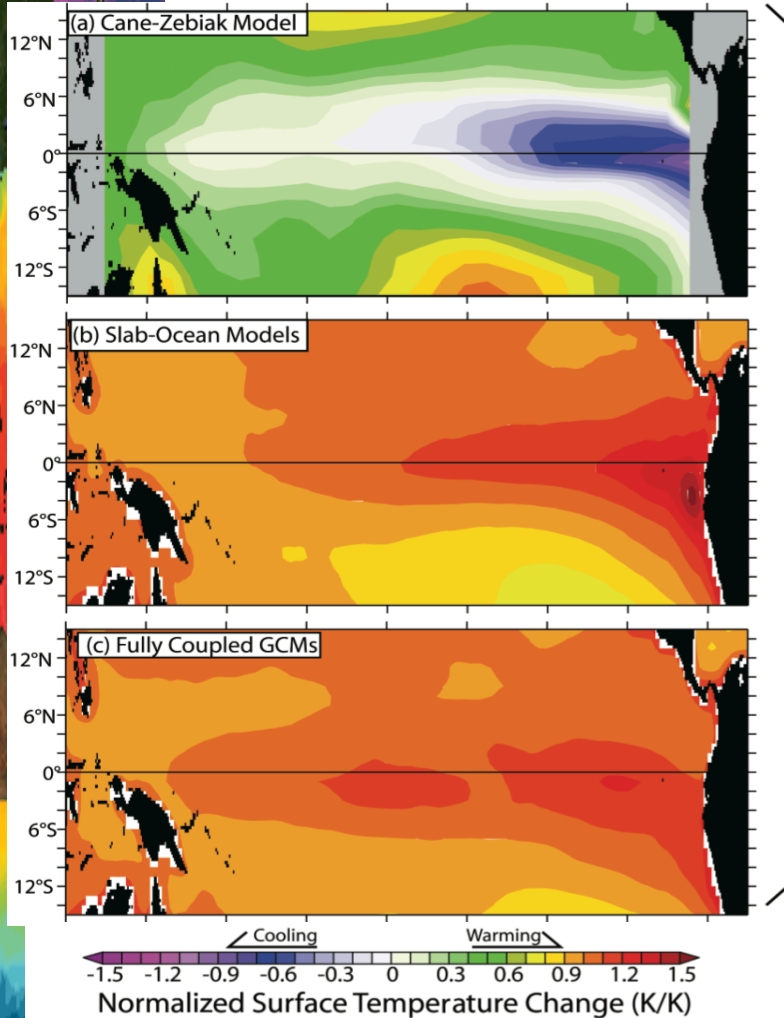 (a) Cane-Zebiak Model
12°N
6°N
0°
6°S
12°S
(b) Slab-Ocean Models
12°N
6°N
0°
6°S
12°S
(c) Fully Coupled GCMs
12°N
6°N
0°
6°S
12°S
Cooling Warming
-1.5 -1.2 -0.9 -0.6 -0.3 0 0.3 0.6 0.9 1.2 1.5
Normalized Surface Temperature Change (K/K)